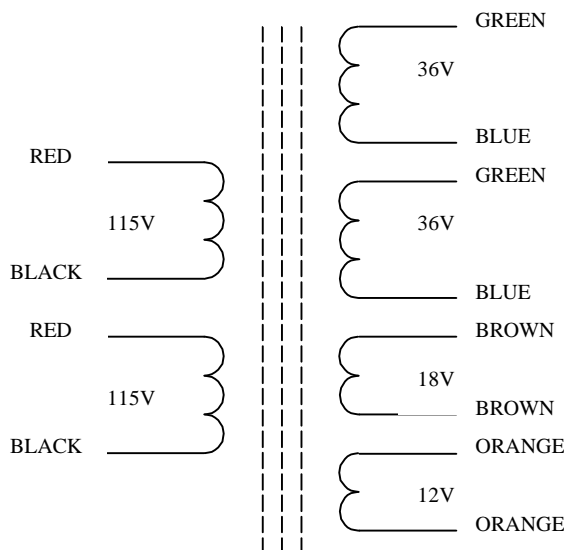 GREEN
36V
BLUE
RED
GREEN
115V
36V
BLACK
BLUE
RED
BROWN
18V
115V
BROWN
BLACK
ORANGE
12V
ORANGE